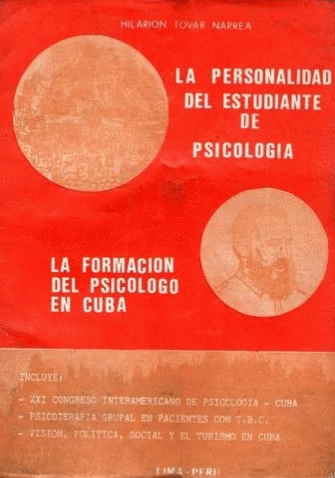 HILARION TOVAR NARREA
LA PERSONALIDAD
DEL ESTUDIANTE
DE
PSICOLOGIA
LA FORMACION
DEL PSICOLOGO
EN CUBA
INCLUYE:
- XXI CONGRESO INTERAMERICANO DE PSICOLOGIA - CUBA
- PSICOTERAPIA GRUPAL EN PACIENTES CON T.B.C.
- VISION, POLITICA, SOCIAL Y EL TURISMO EN CUBA
LIMA-PERU